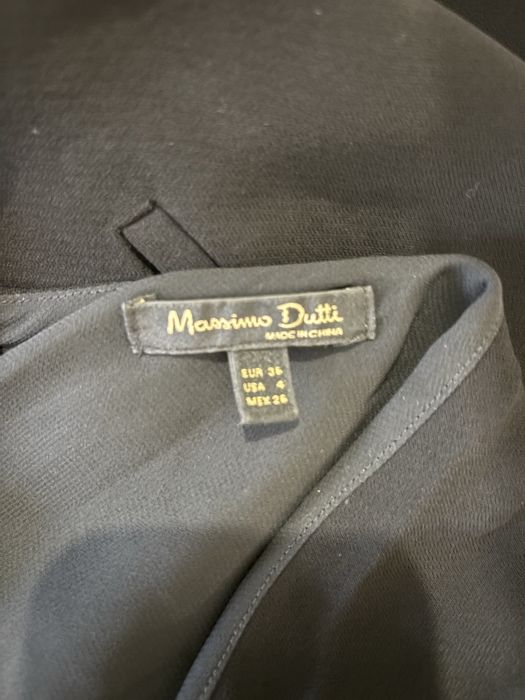 Massimo Dutti
MADE IN CHINA
EUR 36
USA 4
MEX 26